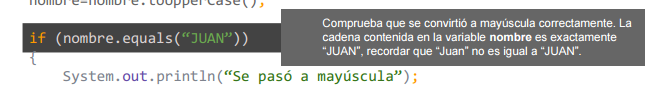 nombre=nombre.toUpperCase();
if (nombre.equals(“JUAN”))
{
System.out.println(“Se pasó a mayúscula”);
Comprueba que se convirtió a mayúscula correctamente. La
cadena contenida en la variable nombre es exactamente
“JUAN”, recordar que “Juan” no es igual a “JUAN”.